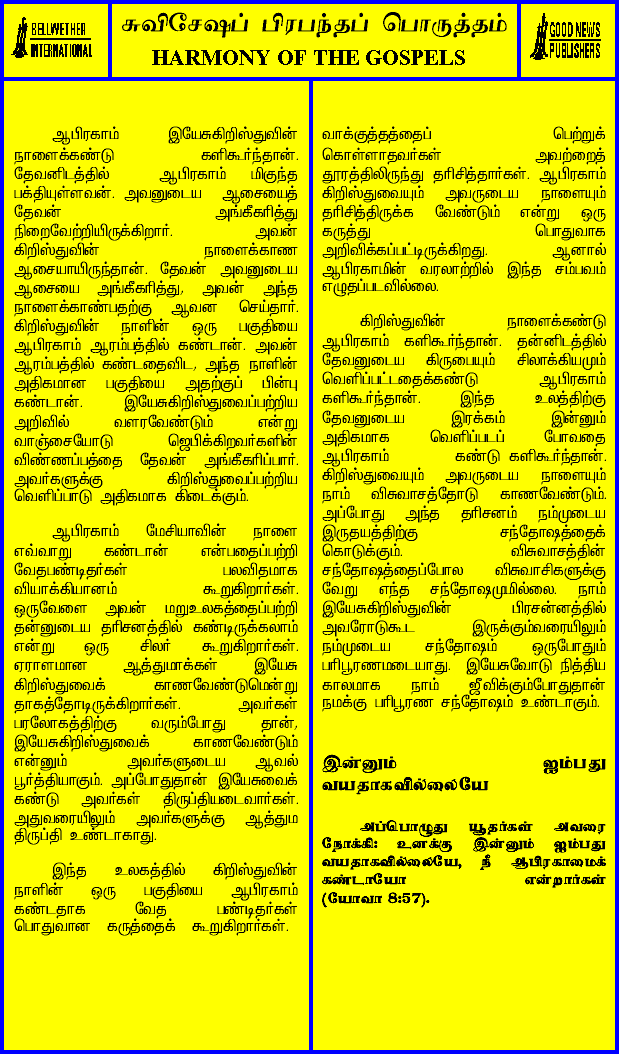 BELLWETHER
INTERNATIONAL
சுவிசேஷப் பிரபந்தப் பொருத்தம்
HARMONY OF THE GOSPELS
GOOD NEWS
PUBLISHERS
ஆபிரகாம் இயேசுகிறிஸ்துவின்
நாளைக்கண்டு களிகூர்ந்தான்.
தேவனிடத்தில் ஆபிரகாம் மிகுந்த
பக்தியுள்ளவன். அவனுடைய ஆசையைத்
தேவன் அங்கீகரித்து
நிறைவேற்றியிருக்கிறார். அவன்
கிறிஸ்துவின் நாளைக்காண
ஆசையாயிருந்தான். தேவன் அவனுடைய
ஆசையை அங்கீகரித்து, அவன் அந்த
நாளைக்காண்பதற்கு ஆவன செய்தார்.
கிறிஸ்துவின் நாளின் ஒரு பகுதியை
ஆபிரகாம் ஆரம்பத்தில் கண்டான். அவன்
ஆரம்பத்தில் கண்டதைவிட, அந்த நாளின்
அதிகமான பகுதியை அதற்குப் பின்பு
கண்டான். இயேசுகிறிஸ்துவைப்பற்றிய
அறிவில் வளரவேண்டும் என்று
வாஞ்சையோடு ஜெபிக்கிறவர்களின்
விண்ணப்பத்தை தேவன் அங்கீகரிப்பார்.
அவர்களுக்கு கிறிஸ்துவைப்பற்றிய
வெளிப்பாடு அதிகமாக கிடைக்கும்.
ஆபிரகாம் மேசியாவின் நாளை
எவ்வாறு கண்டான் என்பதைப்பற்றி
வேதபண்டிதர்கள் பலவிதமாக
வியாக்கியானம் கூறுகிறார்கள்.
ஒருவேளை அவன் மறுஉலகத்தைப்பற்றி
தன்னுடைய தரிசனத்தில் கண்டிருக்கலாம்
என்று ஒரு சிலர் கூறுகிறார்கள்.
ஏராளமான ஆத்துமாக்கள் இயேசு
கிறிஸ்துவைக் காணவேண்டுமென்று
தாகத்தோடிருக்கிறார்கள். அவர்கள்
பரலோகத்திற்கு வரும்போது தான்,
இயேசுகிறிஸ்துவைக் காணவேண்டும்
என்னும் அவர்களுடைய ஆவல்
பூர்த்தியாகும். அப்போதுதான் இயேசுவைக்
கண்டு அவர்கள் திருப்தியடைவார்கள்.
அதுவரையிலும் அவர்களுக்கு ஆத்தும
திருப்தி உண்டாகாது.
இந்த உலகத்தில் கிறிஸ்துவின்
நாளின் ஒரு பகுதியை ஆபிரகாம்
கண்டதாக வேத பண்டிதர்கள்
பொதுவான கருத்தைக் கூறுகிறார்கள்.
வாக்குத்தத்தைப் பெற்றுக்
கொள்ளாதவர்கள் அவற்றைத்
தூரத்திலிருந்து தரிசித்தார்கள். ஆபிரகாம்
கிறிஸ்துவையும் அவருடைய நாளையும்
தரிசித்திருக்க வேண்டும் என்று ஒரு
கருத்து பொதுவாக
அறிவிக்கப்பட்டிருக்கிறது. ஆனால்
ஆபிரகாமின் வரலாற்றில் இந்த சம்பவம்
எழுதப்படவில்லை.
கிறிஸ்துவின் நாளைக்கண்டு
ஆபிரகாம் களிகூர்ந்தான். தன்னிடத்தில்
தேவனுடைய கிருபையும் சிலாக்கியமும்
வெளிப்பட்டதைக்கண்டு ஆபிரகாம்
களிகூர்ந்தான். இந்த உலத்திற்கு
தேவனுடைய இரக்கம் இன்னும்
அதிகமாக வெளிப்படப் போவதை
ஆபிரகாம் கண்டு களிகூர்ந்தான்.
கிறிஸ்துவையும் அவருடைய நாளையும்
நாம் விசுவாசத்தோடு காணவேண்டும்.
அப்போது அந்த தரிசனம் நம்முடைய
இருதயத்திற்கு சந்தோஷத்தைக்
கொடுக்கும். விசுவாசத்தின்
சந்தோஷத்தைப்போல விசுவாசிகளுக்கு
வேறு எந்த சந்தோஷமுமில்லை. நாம்
இயேசுகிறிஸ்துவின் பிரசன்னத்தில்
அவரோடுகூட இருக்கும்வரையிலும்
நம்முடைய சந்தோஷம் ஒருபோதும்
பரிபூரணமடையாது. இயேசுவோடு நித்திய
காலமாக நாம் ஜீவிக்கும்போதுதான்
நமக்கு பரிபூரண சந்தோஷம் உண்டாகும்.
இன்னும் ஐம்பது
வயதாகவில்லையே
அப்பொழுது யூதர்கள் அவரை
நோக்கி: உனக்கு இன்னும் ஐம்பது
வயதாகவில்லையே, நீ ஆபிரகாமைக்
கண்டாயோ என்றார்கள்
(யோவா 8:57).